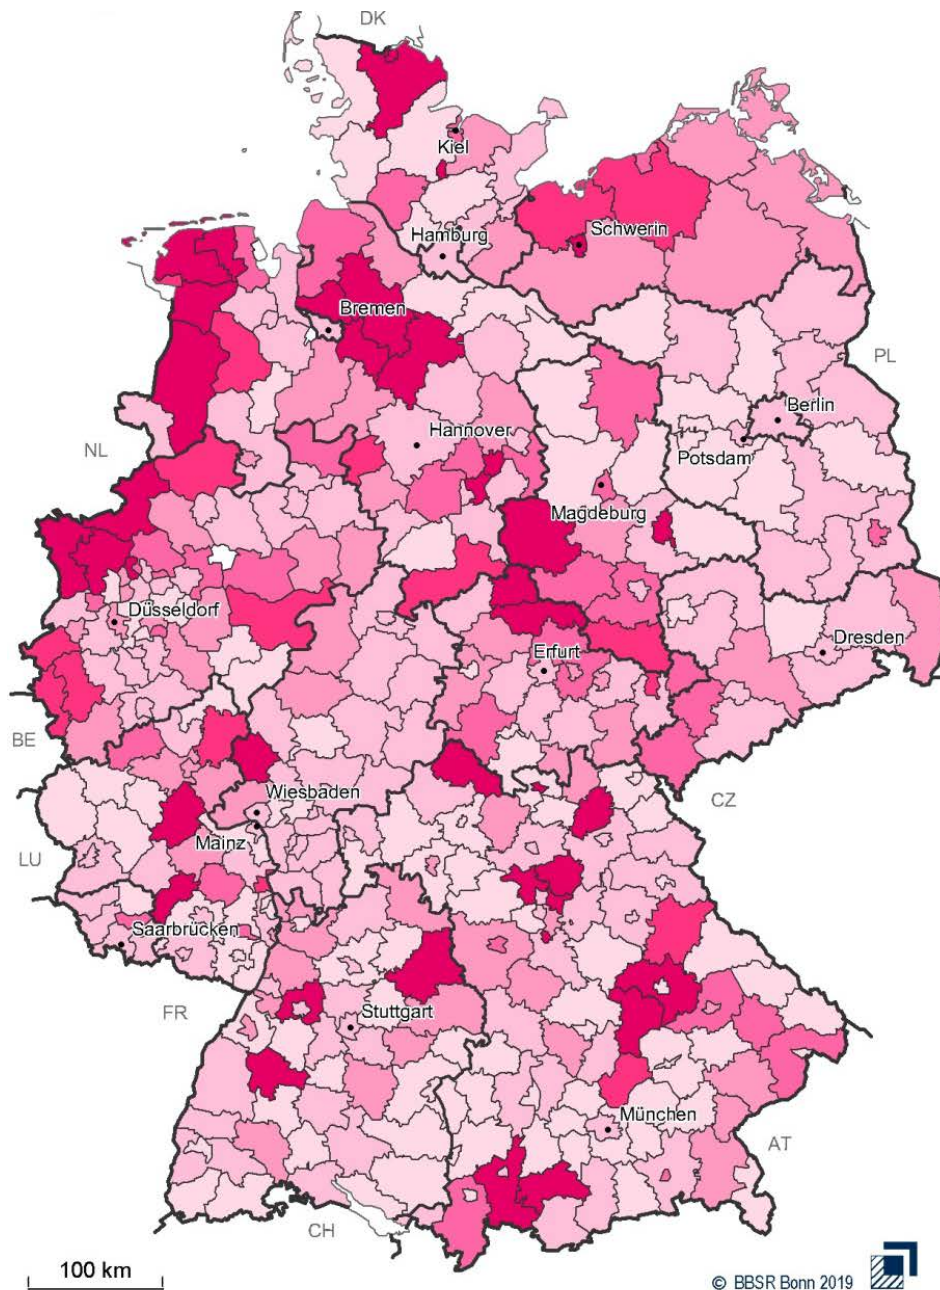 DK
Kiel
Schwerin
Hamburg
Bremen
PL
Berlin
Hannover
NL
Potsdam
Magdeburg
Düsseldorf
Dresden
Erfurt
BE
CZ
Wiesbaden
Mainz
LU
Saarbrücken
FR
Stuttgart
München
AT
CH
100 km
© BBSR Bonn 2019